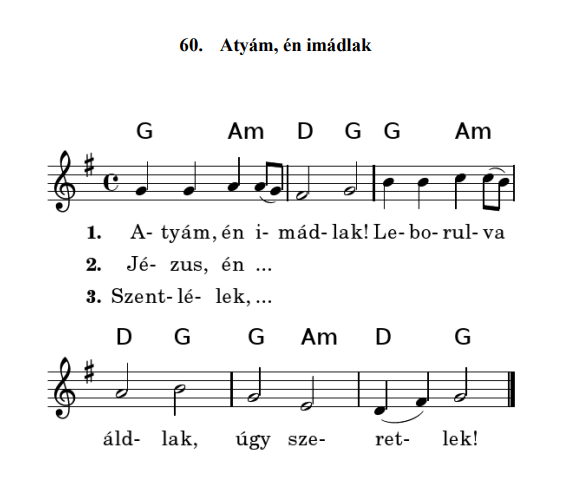 60. Atyám, én imádlak
G Am D G G Am
1. A- tyám, én i- mád- lak! Le- bo- rul- va
2. Jé- zus, én ...
3. Szent- lé- lek, ...
D G G Am D G
áld- lak, úgy sze- ret- lek!